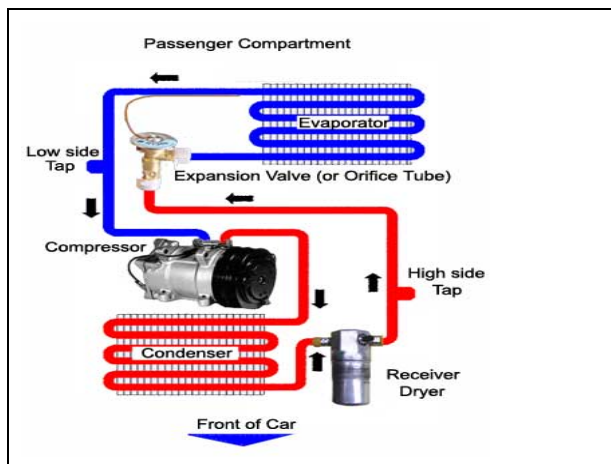 Passenger Compartment
Evaporator
Low side
Tap
Expansion Valve (or Orifice Tube)
Compressor
High side
Tap
Condenser
Receiver
Dryer
Front of Car